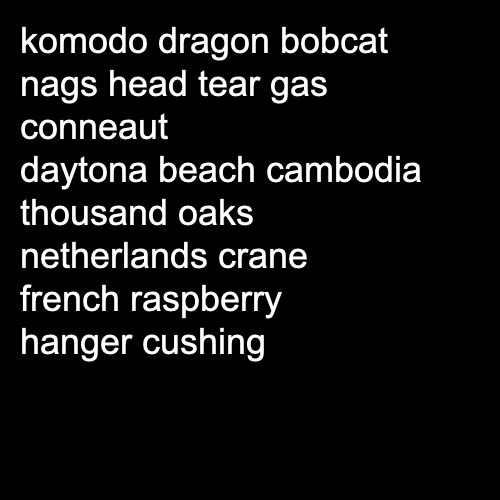 komodo dragon bobcat
nags head tear gas
conneaut
daytona beach cambodia
thousand oaks
netherlands crane
french raspberry
hanger cushing